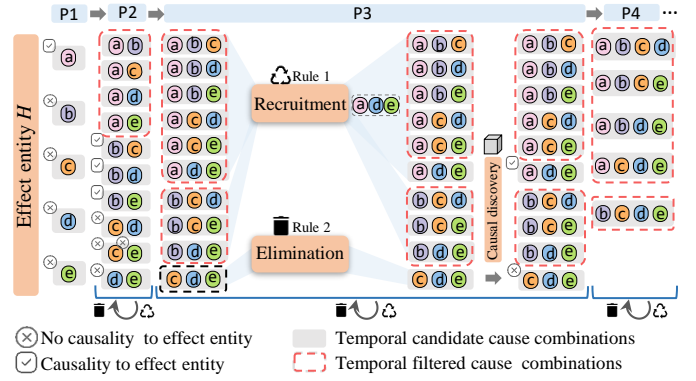 P1
P2
P3
P4
...
Effect entity H
a
b
c
d
e
a b
a c
a d
a e
b c
b d
b e
c d
c e
d e
a b c
a b d
a b e
a c d
a c e
a d e
b c d
b c e
b d e
c d e
Rule 1
Recruitment
a d e
Rule 2
Elimination
a b c
a b d
a b e
a c d
a c e
a d e
b c d
b c e
b d e
c d e
Causal discovery
a b c
a b d
a b e
a c d
a c e
a d e
b c d
b c e
b d e
c d e
a b c d
a b c e
a b d e
a c d e
b c d e
No causality to effect entity
Temporal candidate cause combinations
Causality to effect entity
Temporal filtered cause combinations